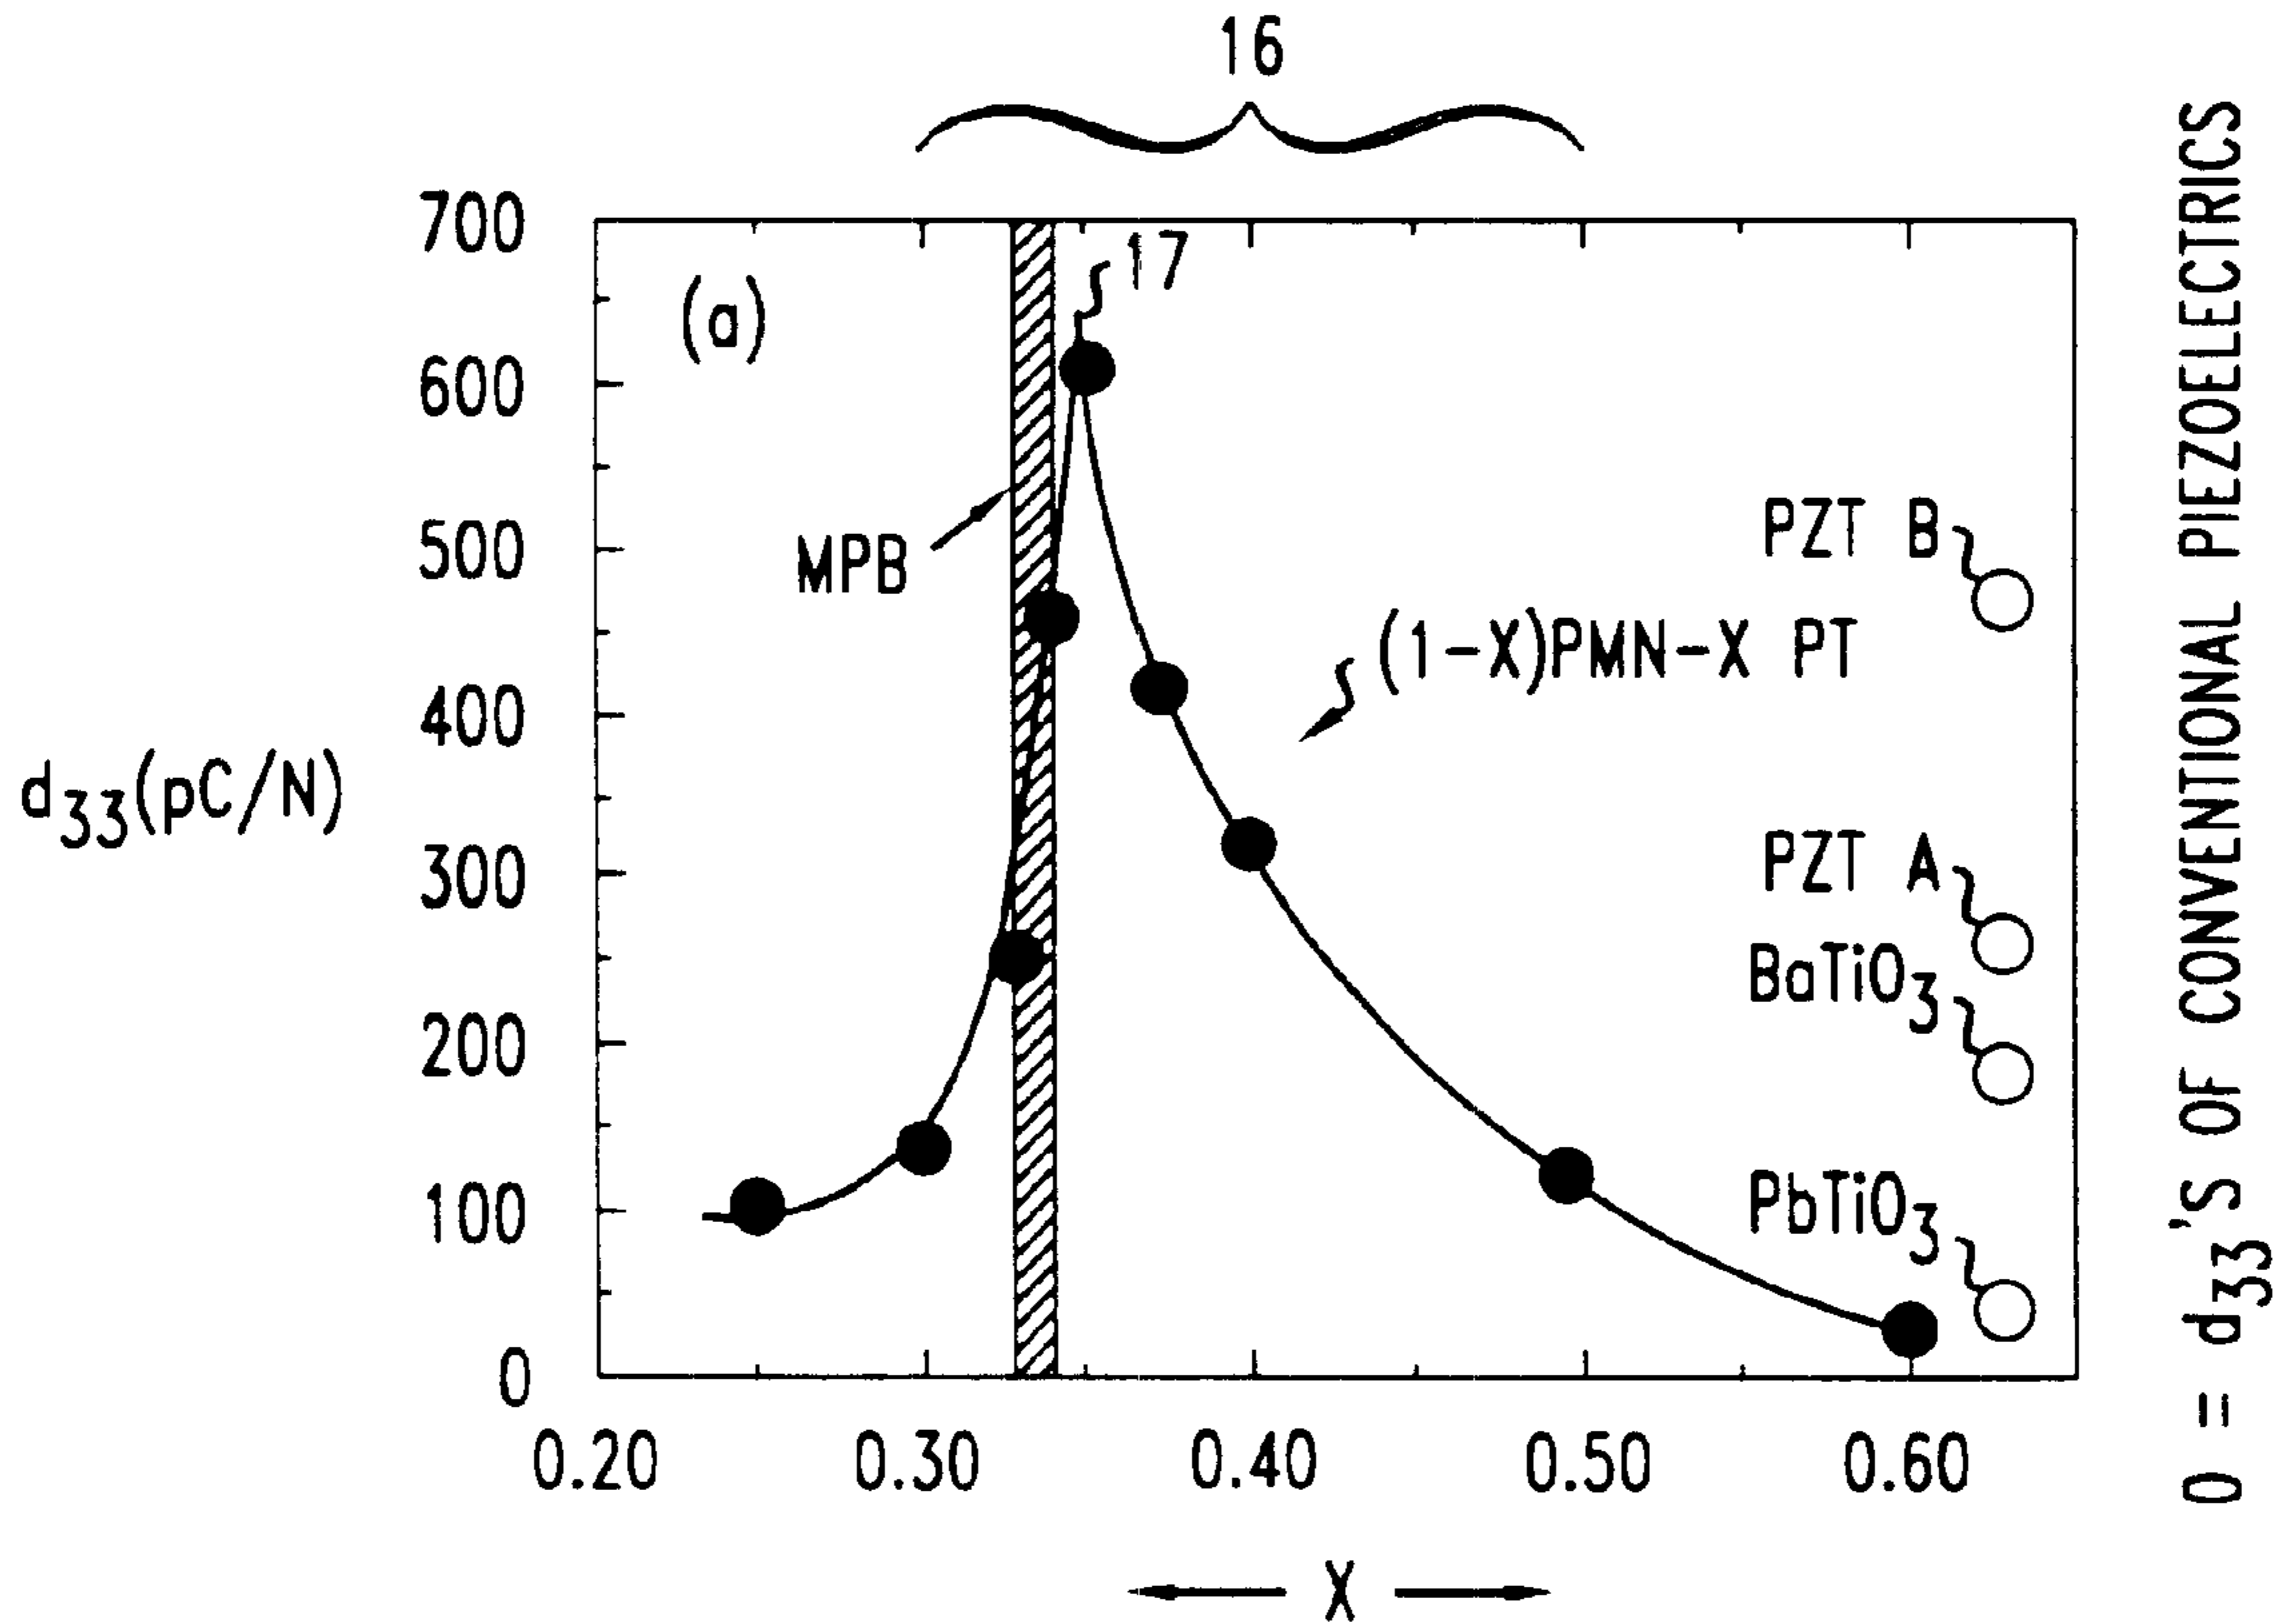 16
700
600
500
400
300
200
100
0
d33(pC/N)
(a)
17
MPB
(1-X)PMN-X PT
PZT B
PZT A
BaTiO3
PbTiO3
0.20 0.30 0.40 0.50 0.60
X
O = d33'S OF CONVENTIONAL PIEZOELECTRICS